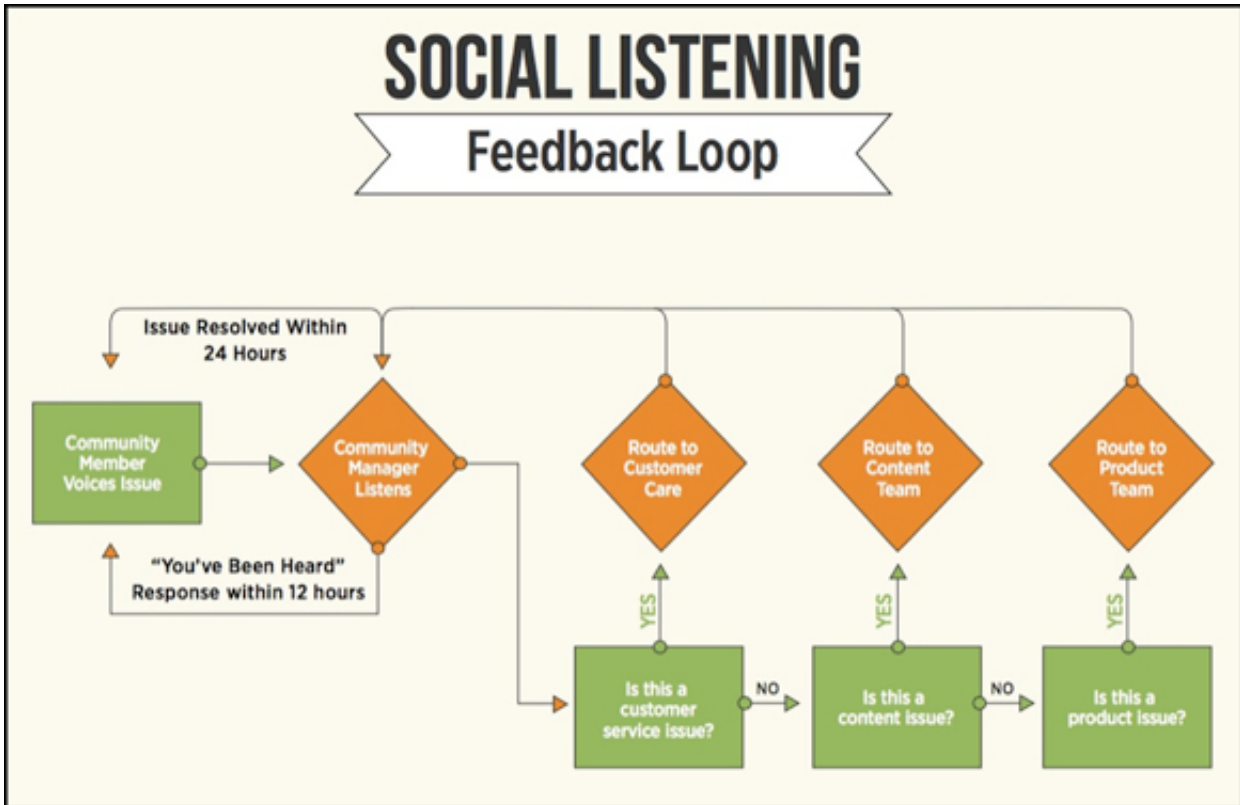 SOCIAL LISTENING
Feedback Loop
Issue Resolved Within
24 Hours
Community
Member
Voices Issue
Community
Manager
Listens
Route to
Customer
Care
Route to
Content
Team
Route to
Product
Team
“You’ve Been Heard”
Response within 12 hours
YES
YES
YES
Is this a
customer
service issue?
NO
Is this a
content issue?
NO
Is this a
product issue?